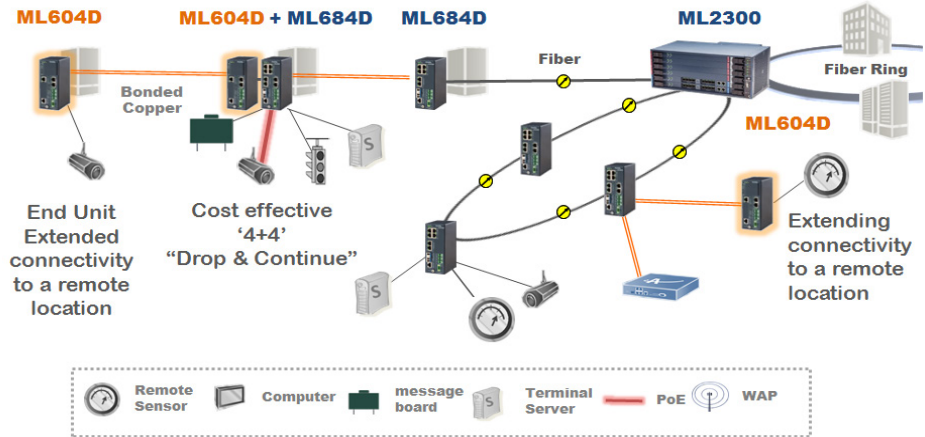 ML604D
ML604D + ML684D
ML684D
ML2300
Fiber
Fiber Ring
Bonded
Copper
ML604D
S
End Unit
Extended
connectivity
to a remote
location
Cost effective
‘4+4’
“Drop & Continue”
Extending
connectivity
to a remote
location
S
A
Remote
Sensor
Computer
message
board
S
Terminal
Server
PoE
WAP